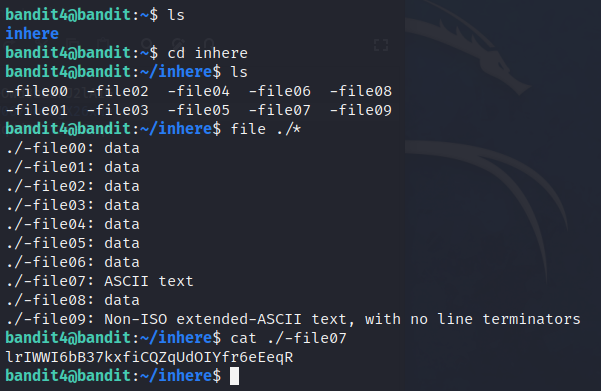 bandit4@bandit:~$ ls
inhere
bandit4@bandit:~$ cd inhere
bandit4@bandit:~/inhere$ ls
-file00  -file02  -file04  -file06  -file08
-file01  -file03  -file05  -file07  -file09
bandit4@bandit:~/inhere$ file ./*
./-file00: data
./-file01: data
./-file02: data
./-file03: data
./-file04: data
./-file05: data
./-file06: data
./-file07: ASCII text
./-file08: data
./-file09: Non-ISO extended-ASCII text, with no line terminators
bandit4@bandit:~/inhere$ cat ./-file07
lrIWWI6bB37kxfiCQZqUdOIYfr6eEeqR
bandit4@bandit:~/inhere$